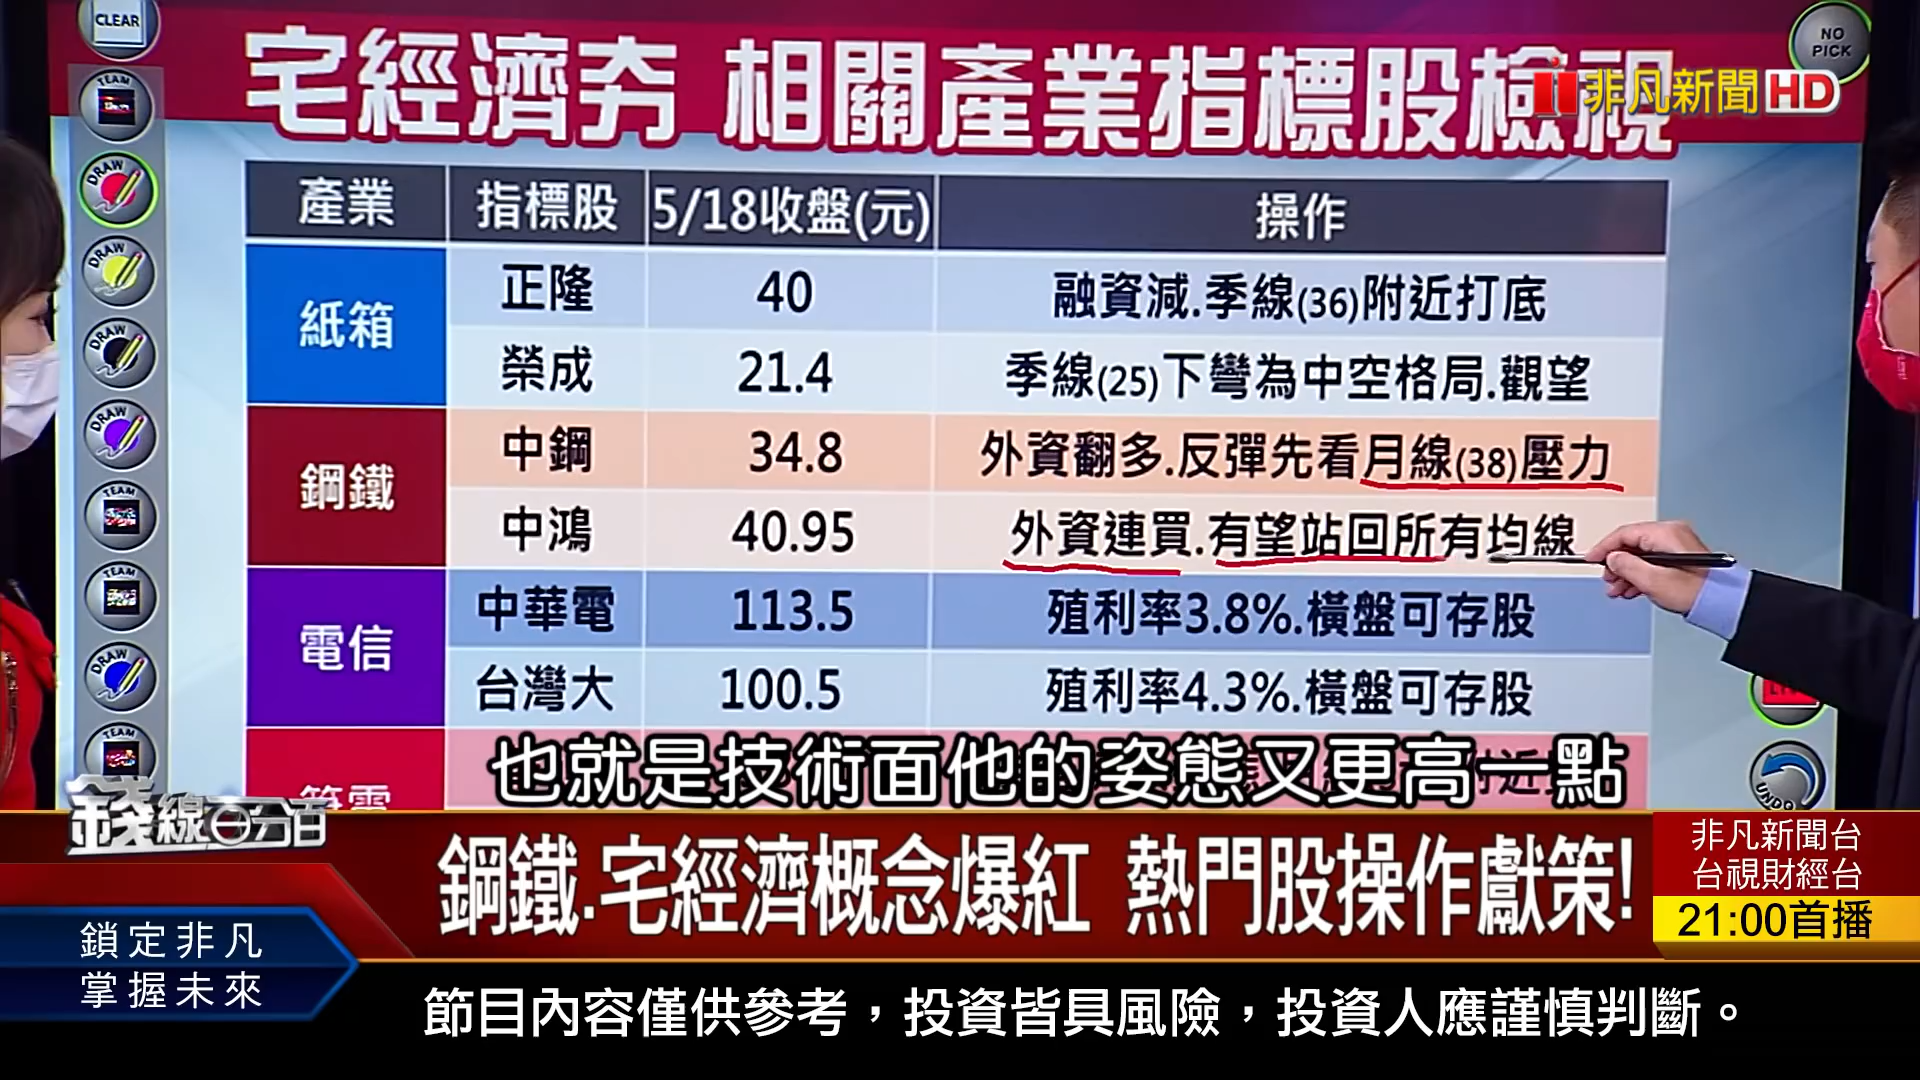 CLEAR
NO PICK
宅經濟夯 相關產業指標股檢視
非凡新聞HD
TEAM
DRAW
DRAW
DRAW
DRAW
TEAM
TEAM
DRAW
TEAM
產業 指標股 5/18收盤(元) 操作
紙箱
正隆 40 融資減.季線(36)附近打底
榮成 21.4 季線(25)下彎為中空格局.觀望
鋼鐵
中鋼 34.8 外資翻多.反彈先看月線(38)壓力
中鴻 40.95 外資連買.有望站回所有均線
電信
中華電 113.5 殖利率3.8%.橫盤可存股
台灣大 100.5 殖利率4.3%.橫盤可存股
UNDO
也就是技術面他的姿態又更高一點
錢線百分百
鋼鐵.宅經濟概念爆紅 熱門股操作獻策!
非凡新聞台
台視財經台
21:00首播
鎖定非凡
掌握未來
節目內容僅供參考，投資皆具風險，投資人應謹慎判斷。